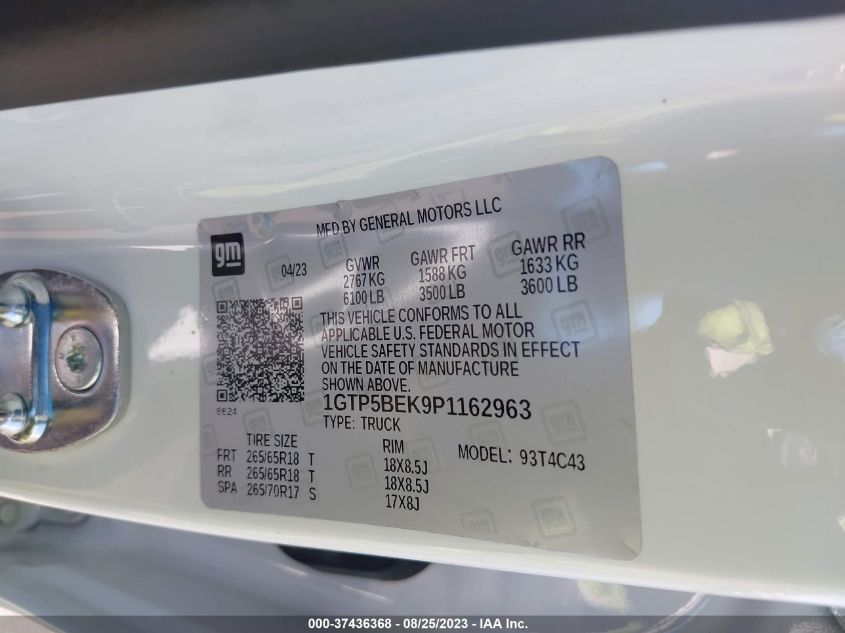 MFD BY GENERAL MOTORS LLC
gm
04/23
GVWR GAWR FRT GAWR RR
2767 KG 1588 KG 1633 KG
6100 LB 3500 LB 3600 LB
THIS VEHICLE CONFORMS TO ALL
APPLICABLE U.S. FEDERAL MOTOR
VEHICLE SAFETY STANDARDS IN EFFECT
ON THE DATE OF MANUFACTURE
SHOWN ABOVE.
8624
1GTP5BEK9P1162963
TYPE: TRUCK
TIRE SIZE RIM MODEL: 93T4C43
FRT 265/65R18 T 18X8.5J
RR 265/65R18 T 18X8.5J
SPA 265/70R17 S 17X8J
000-37436368 - 08/25/2023 - IAA Inc.